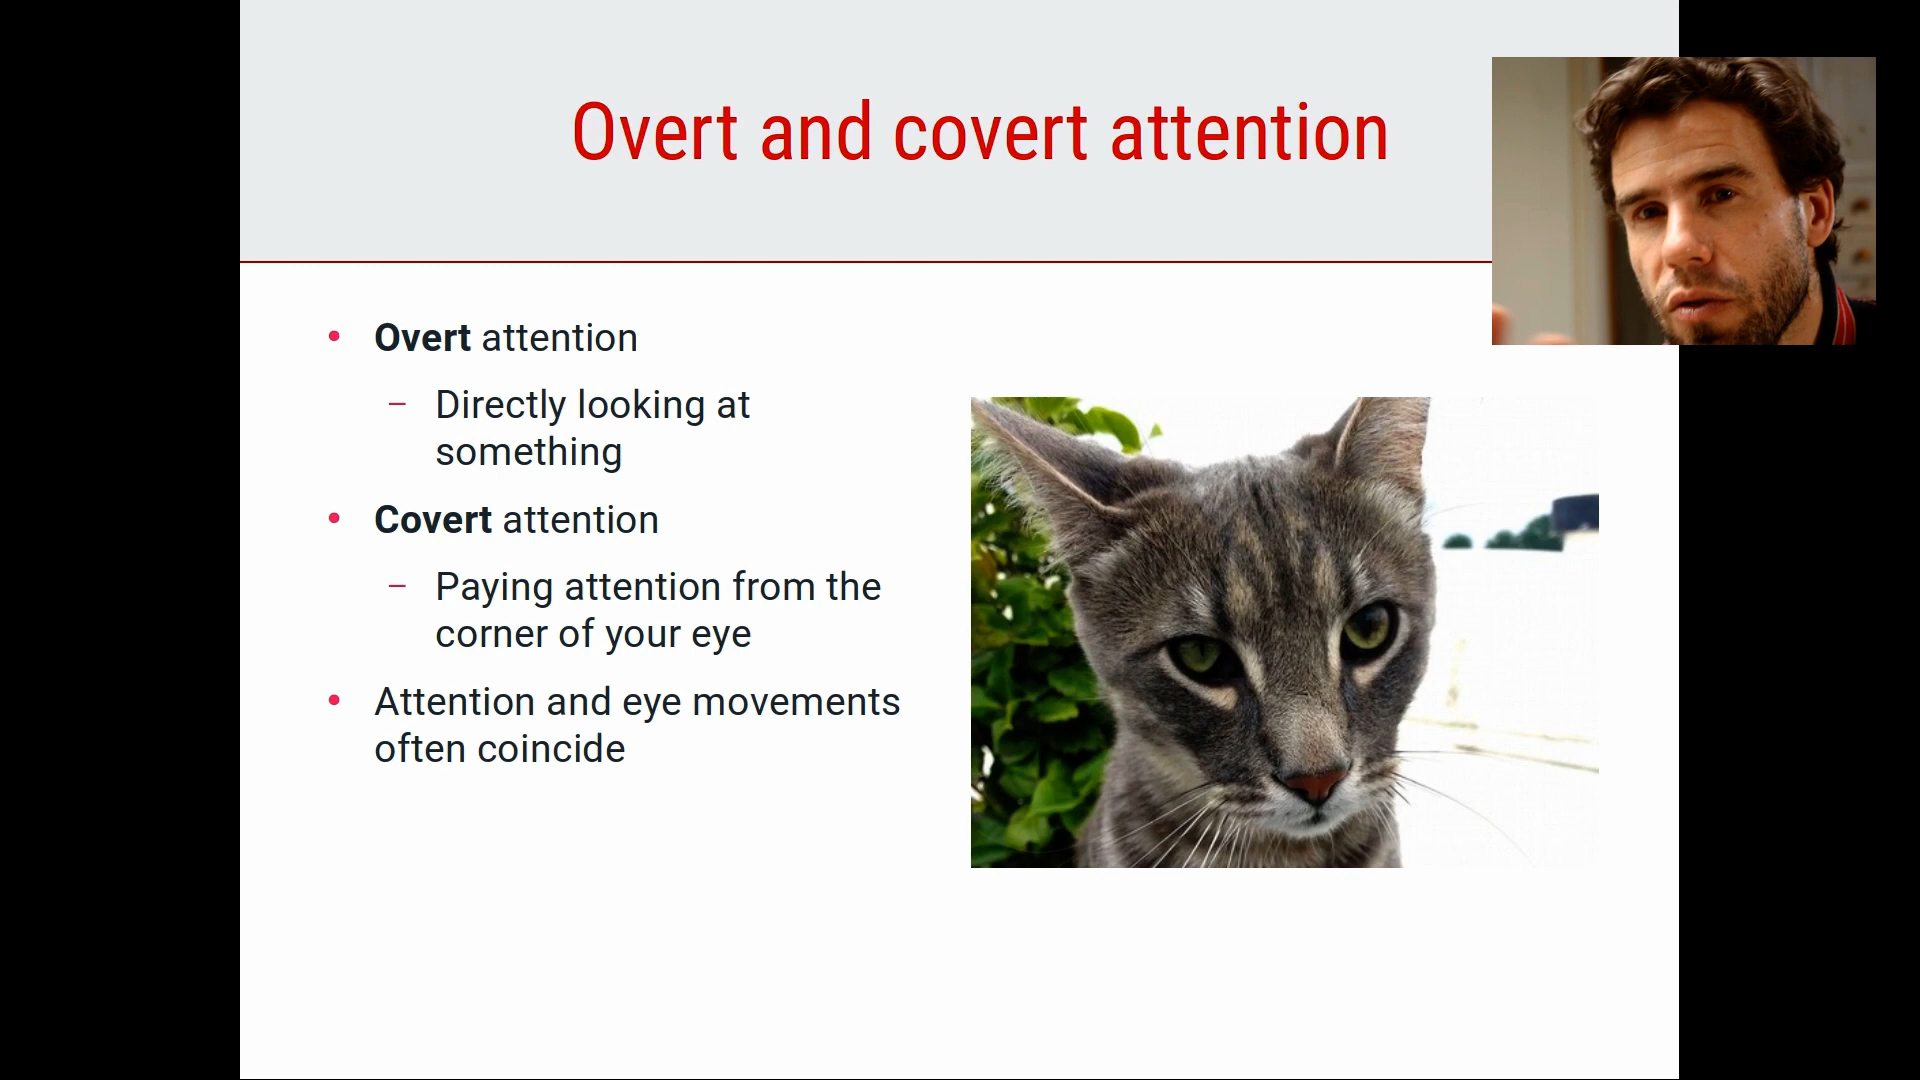 Overt and covert attention
• Overt attention
– Directly looking at
something
• Covert attention
– Paying attention from the
corner of your eye
• Attention and eye movements
often coincide